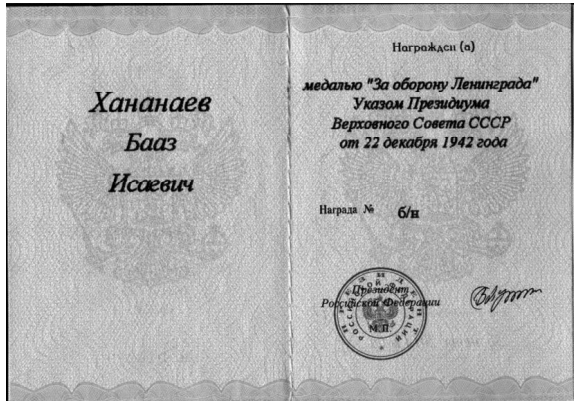 Хананаев
Бааз
Исаевич
Награжден (а)
медалью "За оборону Ленинграда"
Указом Президиума
Верховного Совета СССР
от 22 декабря 1942 года
Награда № б/н
Президент
Российской Федерации
М.П.